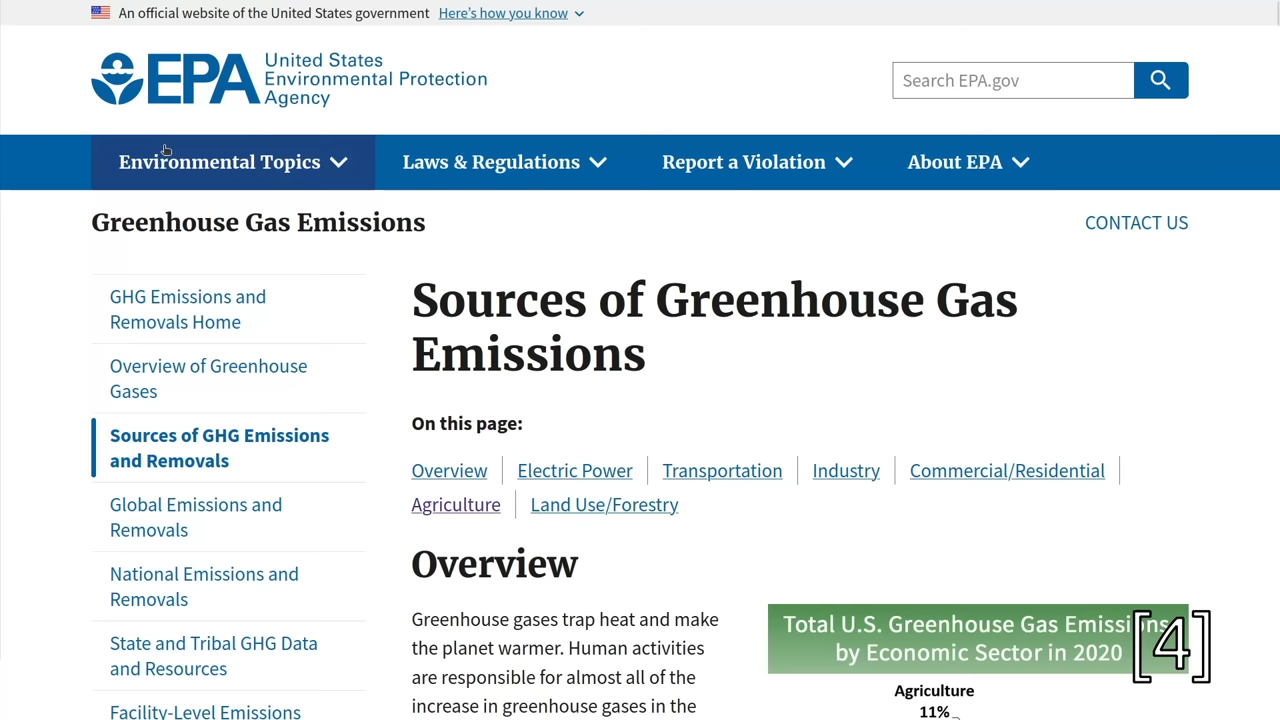 An official website of the United States government Here's how you know
EPA
United States
Environmental Protection
Agency
Search EPA.gov
Environmental Topics Laws & Regulations Report a Violation About EPA
Greenhouse Gas Emissions
CONTACT US
GHG Emissions and
Removals Home
Overview of Greenhouse
Gases
Sources of GHG Emissions
and Removals
Global Emissions and
Removals
National Emissions and
Removals
State and Tribal GHG Data
and Resources
Facility-Level Emissions
Sources of Greenhouse Gas
Emissions
On this page:
Overview Electric Power Transportation Industry Commercial/Residential
Agriculture Land Use/Forestry
Overview
Greenhouse gases trap heat and make
the planet warmer. Human activities
are responsible for almost all of the
increase in greenhouse gases in the
Total U.S. Greenhouse Gas Emissions
by Economic Sector in 2020
Agriculture
11%
[4]